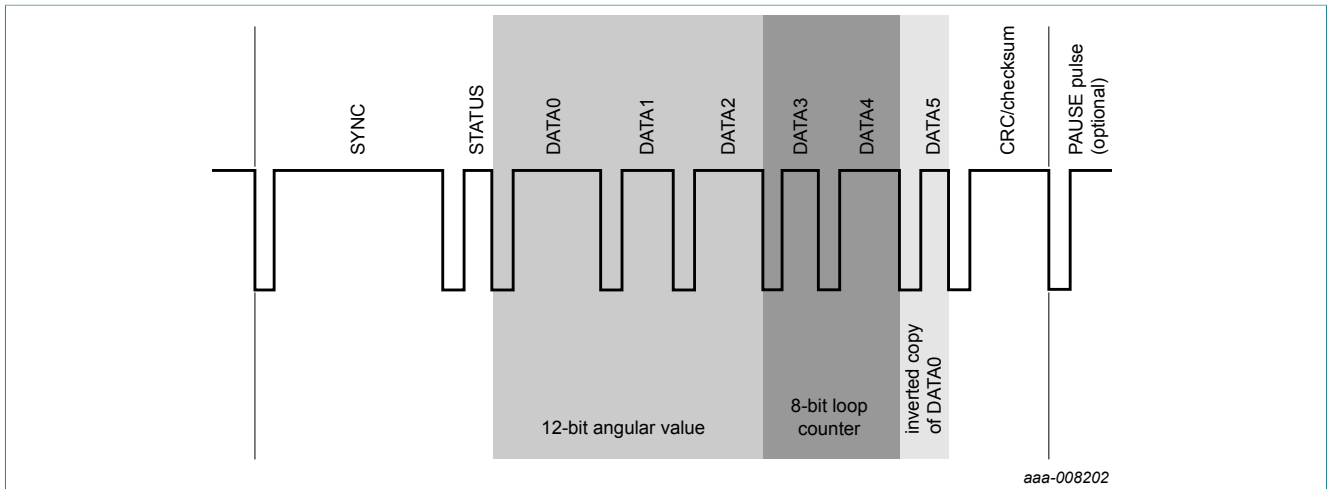 SYNC
STATUS
DATA0
DATA1
DATA2
DATA3
DATA4
DATA5
CRC/checksum
PAUSE pulse
(optional)
12-bit angular value
8-bit loop
counter
inverted copy
of DATA0
aaa-008202